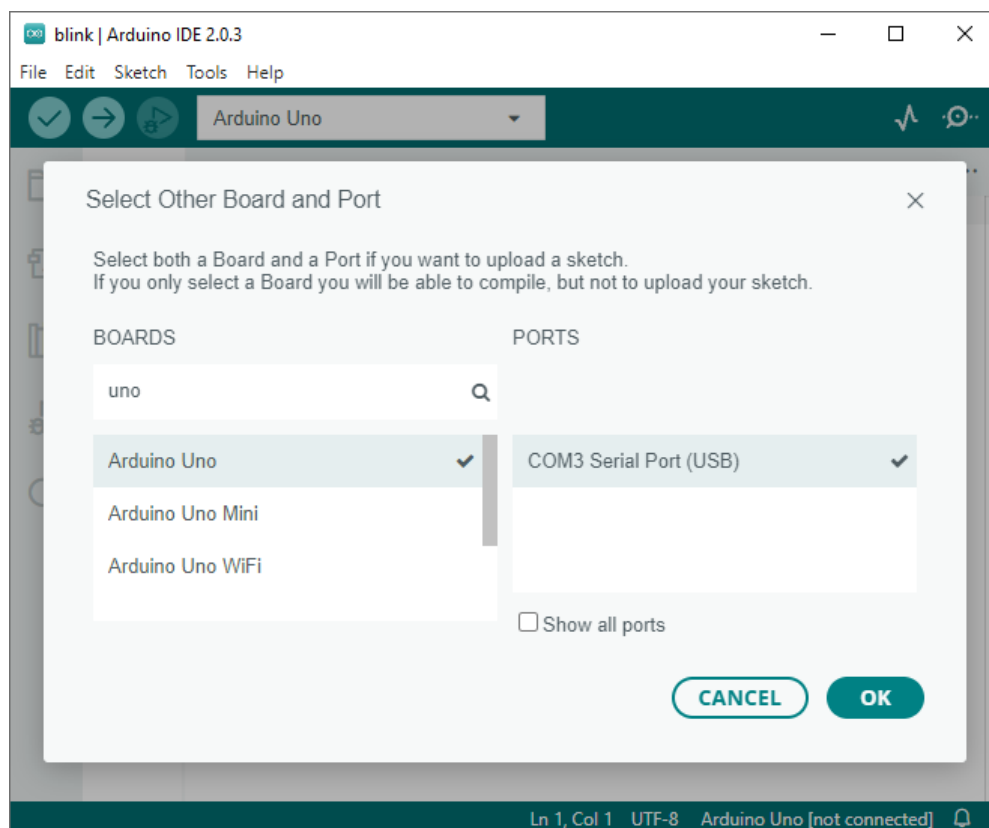 blink | Arduino IDE 2.0.3
File Edit Sketch Tools Help
Arduino Uno
Select Other Board and Port
Select both a Board and a Port if you want to upload a sketch.
If you only select a Board you will be able to compile, but not to upload your sketch.
BOARDS
PORTS
uno
Arduino Uno
COM3 Serial Port (USB)
Arduino Uno Mini
Arduino Uno WiFi
Show all ports
CANCEL
OK
Ln 1, Col 1 UTF-8 Arduino Uno [not connected]